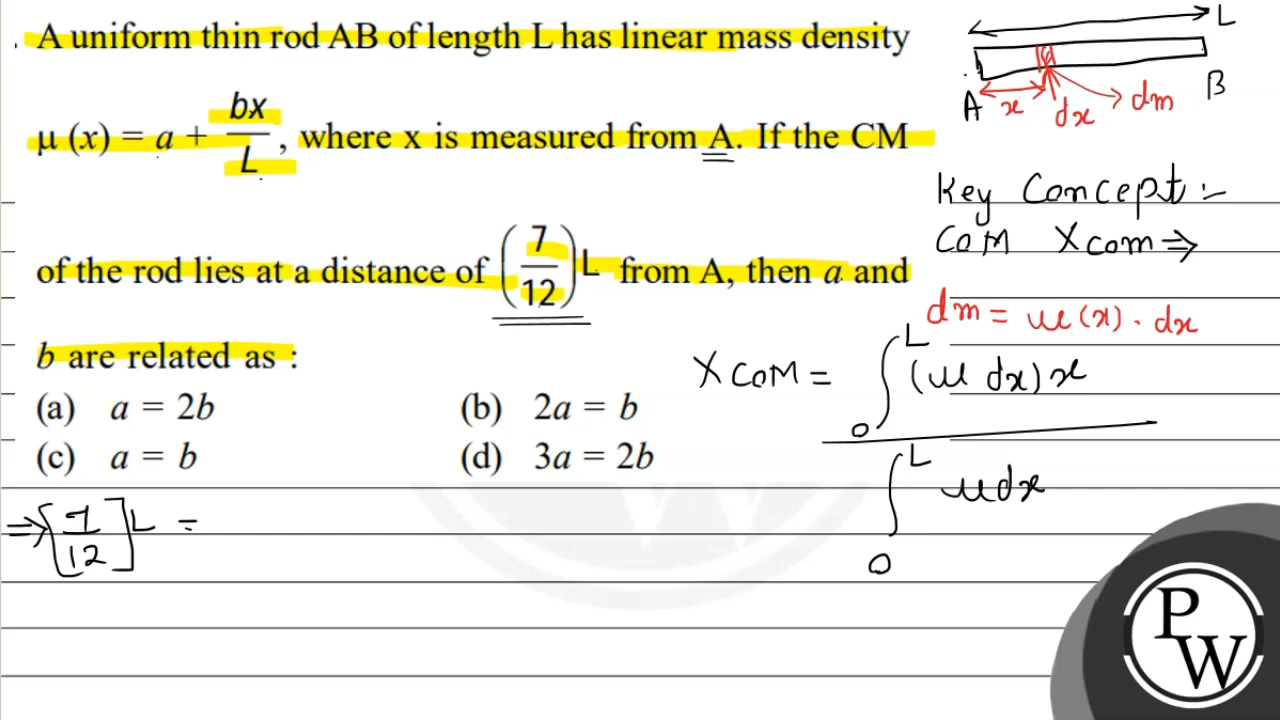 . A uniform thin rod AB of length L has linear mass density
μ (x) = a + bx/L , where x is measured from A. If the CM
of the rod lies at a distance of (7/12)L from A, then a and
b are related as :
(a) a = 2b
(b) 2a = b
(c) a = b
(d) 3a = 2b
⇒ [7/12] L =
L
A x dx dm B
Key Concept :-
COM Xcom ⇒
dm = μ(x) . dx
XCOM = ∫₀ᴸ (μ dx) x
∫₀ᴸ μ dx
P
W